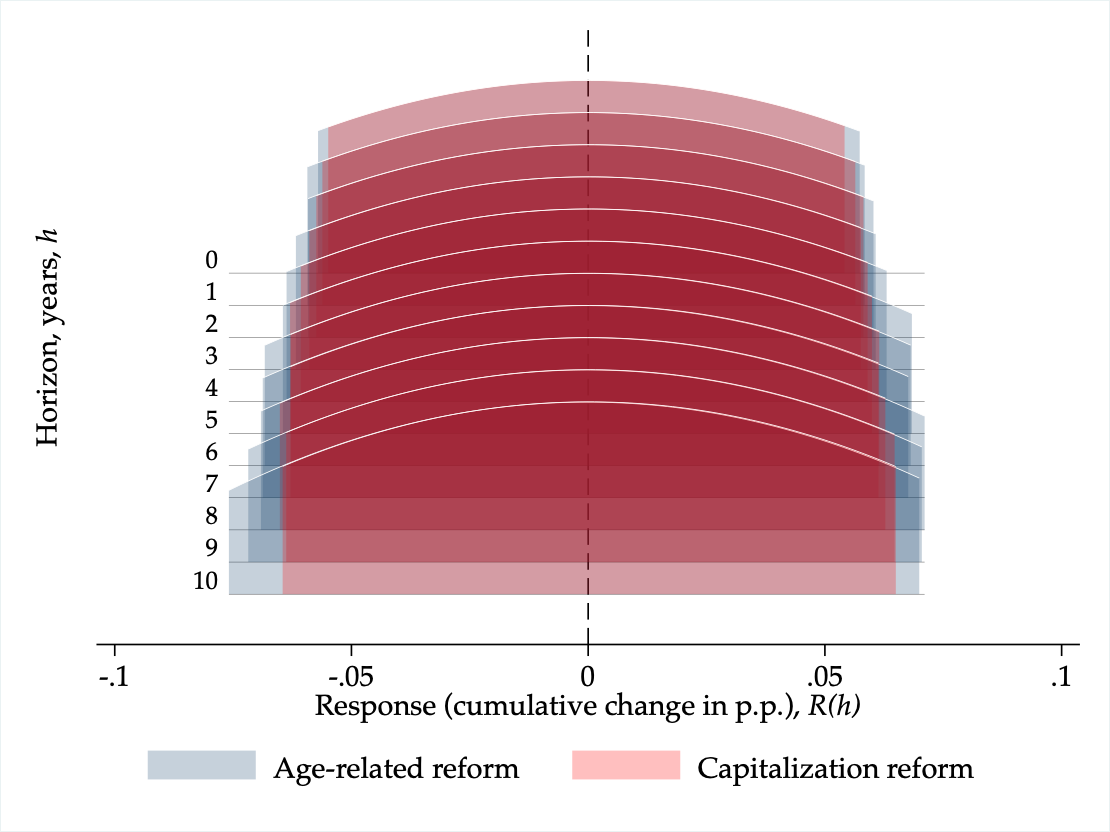 Horizon, years, h
0
1
2
3
4
5
6
7
8
9
10
-.1 -.05 0 .05 .1
Response (cumulative change in p.p.), R(h)
Age-related reform Capitalization reform